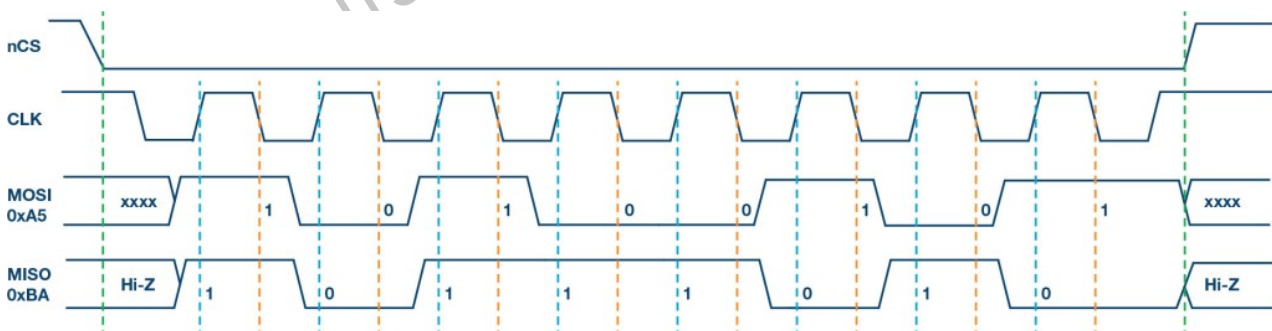 nCS
CLK
MOSI
0xA5
xxxx
1 0 1 0 0 1 0 1
xxxx
MISO
0xBA
Hi-Z
1 0 1 1 1 0 1 0
Hi-Z